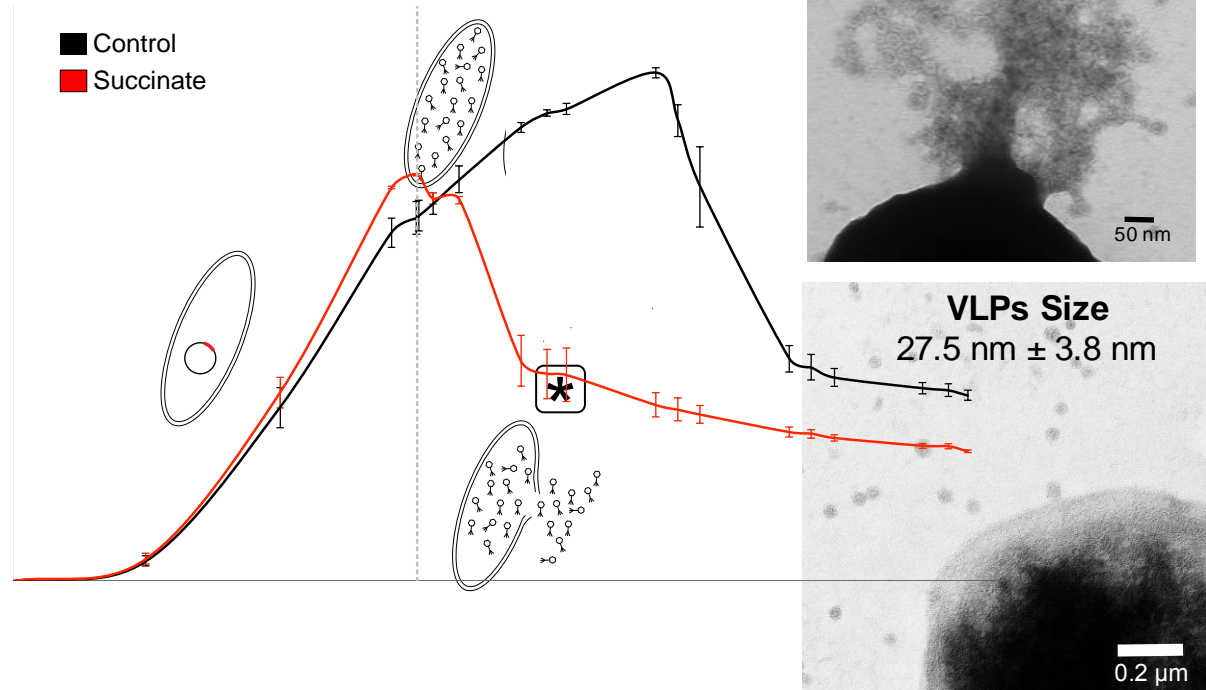 Control
Succinate
*
50 nm
VLPs Size
27.5 nm ± 3.8 nm
0.2 µm